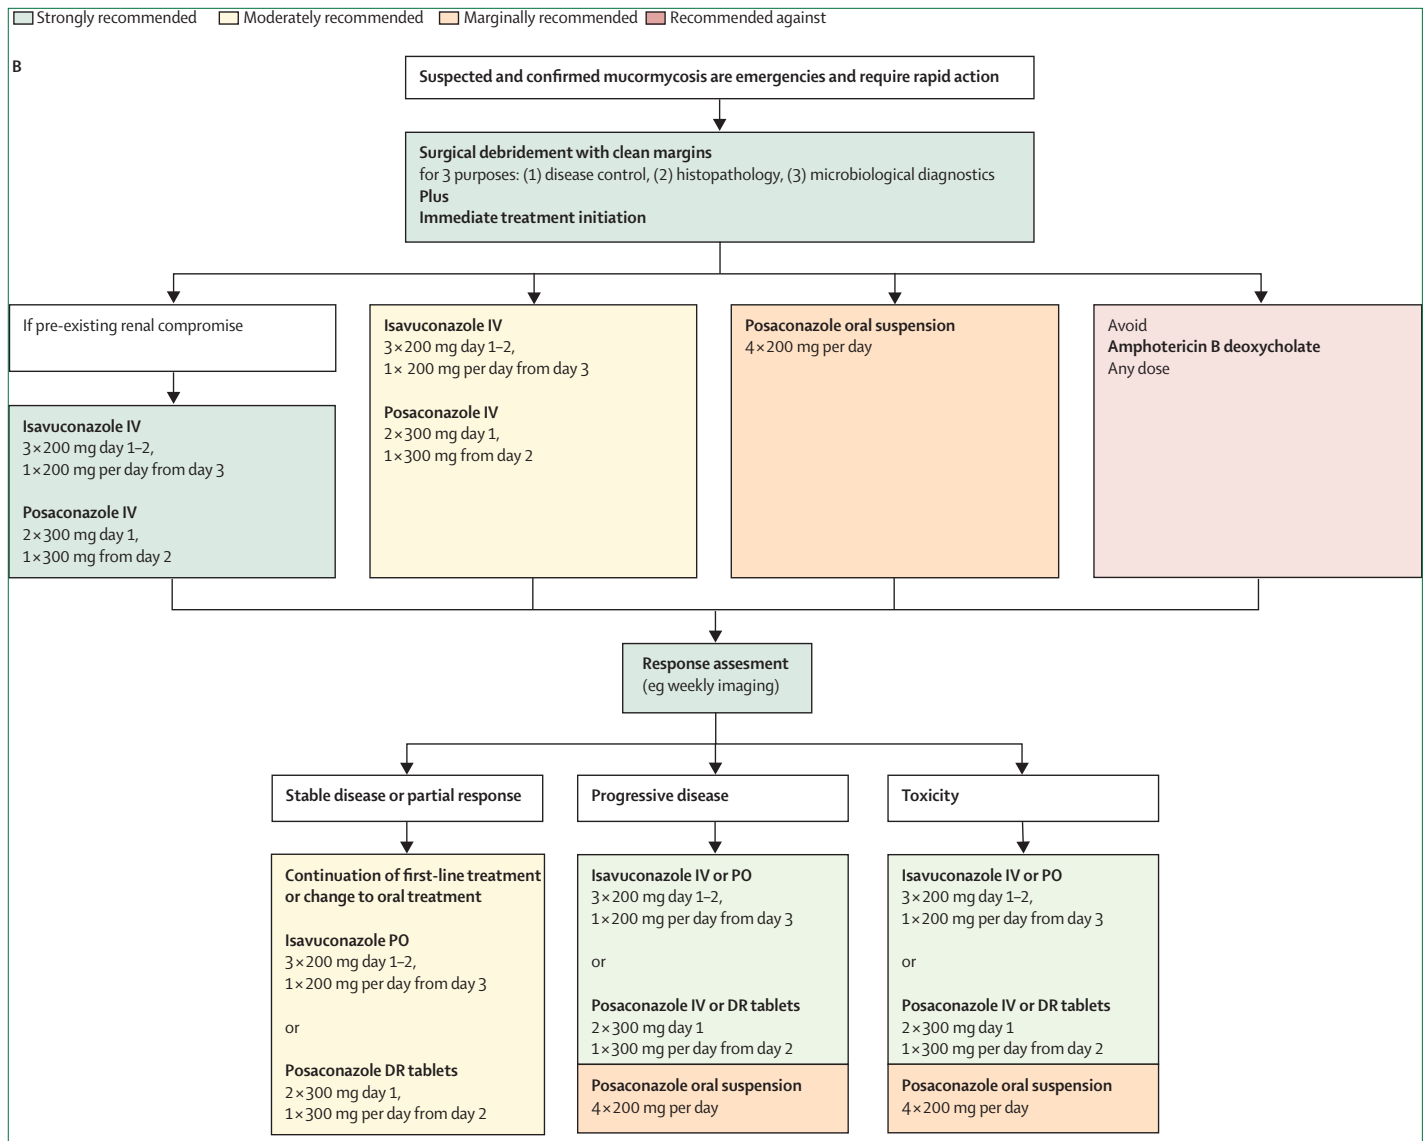 Strongly recommended Moderately recommended Marginally recommended Recommended against
B
Suspected and confirmed mucormycosis are emergencies and require rapid action
Surgical debridement with clean margins
for 3 purposes: (1) disease control, (2) histopathology, (3) microbiological diagnostics
Plus
Immediate treatment initiation
If pre-existing renal compromise
Isavuconazole IV
3×200 mg day 1–2,
1×200 mg per day from day 3
Posaconazole IV
2×300 mg day 1,
1×300 mg from day 2
Isavuconazole IV
3×200 mg day 1–2,
1× 200 mg per day from day 3
Posaconazole IV
2×300 mg day 1,
1×300 mg from day 2
Posaconazole oral suspension
4×200 mg per day
Avoid
Amphotericin B deoxycholate
Any dose
Response assesment
(eg weekly imaging)
Stable disease or partial response
Continuation of first-line treatment
or change to oral treatment
Isavuconazole PO
3×200 mg day 1–2,
1×200 mg per day from day 3
or
Posaconazole DR tablets
2×300 mg day 1,
1×300 mg per day from day 2
Progressive disease
Isavuconazole IV or PO
3×200 mg day 1–2,
1×200 mg per day from day 3
or
Posaconazole IV or DR tablets
2×300 mg day 1
1×300 mg per day from day 2
Posaconazole oral suspension
4×200 mg per day
Toxicity
Isavuconazole IV or PO
3×200 mg day 1–2,
1×200 mg per day from day 3
or
Posaconazole IV or DR tablets
2×300 mg day 1
1×300 mg per day from day 2
Posaconazole oral suspension
4×200 mg per day